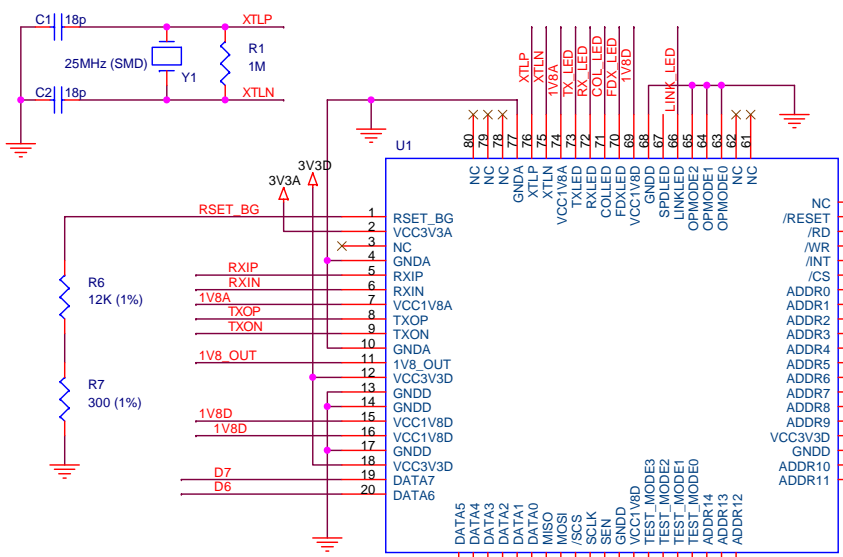 C1 18p XTLP
25MHz (SMD) Y1 R1
1M
C2 18p XTLN
XTLP
XTLN
1V8A
TX_LED
RX_LED
COL_LED
FDX_LED
1V8D
LINK_LED
U1
80 79 78 77 76 75 74 73 72 71 70 69 68 67 66 65 64 63 62 61
NC
NC
NC
GNDA
XTLP
XTLN
VCC1V8A
TXLED
RXLED
COLLED
FDXLED
VCC1V8D
GNDD
SPDLED
LINKLED
OPMODE2
OPMODE1
OPMODE0
NC
NC
3V3A 3V3D
RSET_BG 1 RSET_BG
2 VCC3V3A
3 NC
4 GNDA
RXIP 5 RXIP
RXIN 6 RXIN
1V8A 7 VCC1V8A
TXOP 8 TXOP
TXON 9 TXON
10 GNDA
1V8_OUT 11 1V8_OUT
12 VCC3V3D
13 GNDD
14 GNDD
1V8D 15 VCC1V8D
1V8D 16 VCC1V8D
17 GNDD
18 VCC3V3D
D7 19 DATA7
D6 20 DATA6
R6
12K (1%)
R7
300 (1%)
NC
/RESET
/RD
/WR
/INT
/CS
ADDR0
ADDR1
ADDR2
ADDR3
ADDR4
ADDR5
ADDR6
ADDR7
ADDR8
ADDR9
VCC3V3D
GNDD
ADDR10
ADDR11
DATA5
DATA4
DATA3
DATA2
DATA1
DATA0
MISO
MOSI
/SCS
SCLK
SEN
GNDD
VCC1V8D
TEST_MODE3
TEST_MODE2
TEST_MODE1
TEST_MODE0
ADDR14
ADDR13
ADDR12